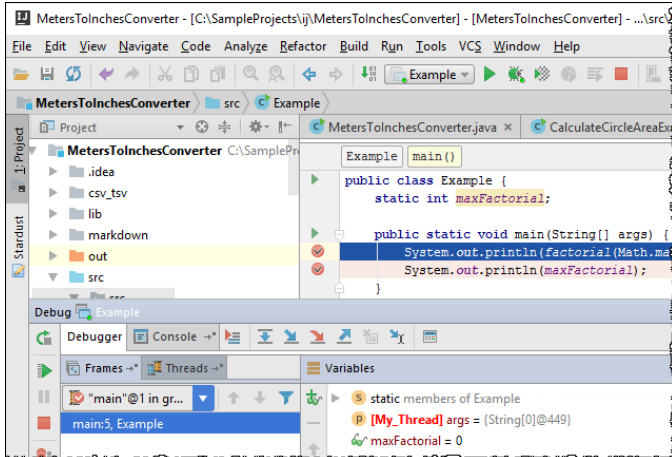 MetersToInchesConverter - [C:\SampleProjects\ij\MetersToInchesConverter] - [MetersToInchesConverter] - ...\src\
File Edit View Navigate Code Analyze Refactor Build Run Tools VCS Window Help
Example
MetersToInchesConverter src Example
1: Project
Stardust
Project
MetersToInchesConverter C:\SamplePr
.idea
csv_tsv
lib
markdown
out
src
MetersToInchesConverter.java × CalculateCircleAreaExa
Example main()
public class Example {
static int maxFactorial;
public static void main(String[] args) {
System.out.println(factorial(Math.ma
System.out.println(maxFactorial);
}
Debug Example
Debugger Console
Frames Threads Variables
"main"@1 in gr...
main:5, Example
static members of Example
[My_Thread] args = {String[0]@449}
maxFactorial = 0